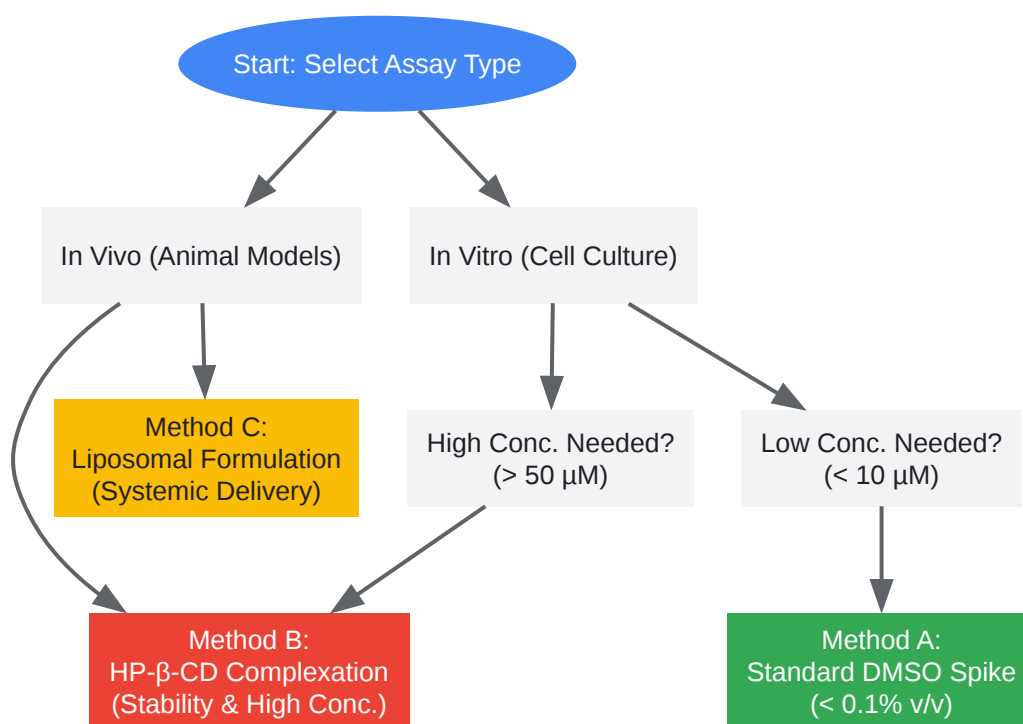 Start: Select Assay Type
In Vivo (Animal Models)
In Vitro (Cell Culture)
Method C:
Liposomal Formulation
(Systemic Delivery)
High Conc. Needed?
(> 50 µM)
Low Conc. Needed?
(< 10 µM)
Method B:
HP-β-CD Complexation
(Stability & High Conc.)
Method A:
Standard DMSO Spike
(< 0.1% v/v)